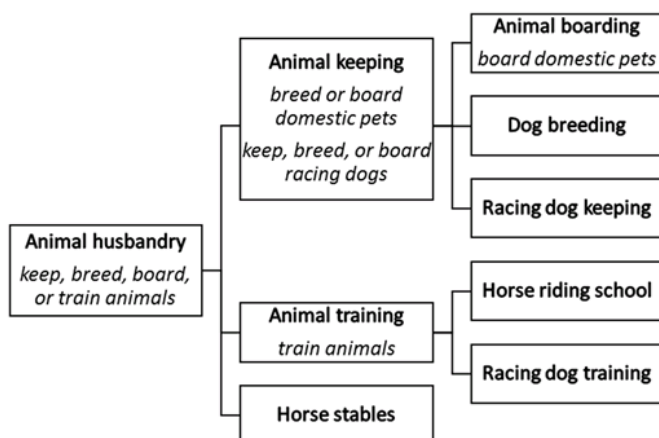 Animal husbandry
keep, breed, board,
or train animals
Animal keeping
breed or board
domestic pets
keep, breed, or board
racing dogs
Animal boarding
board domestic pets
Dog breeding
Racing dog keeping
Animal training
train animals
Horse riding school
Racing dog training
Horse stables